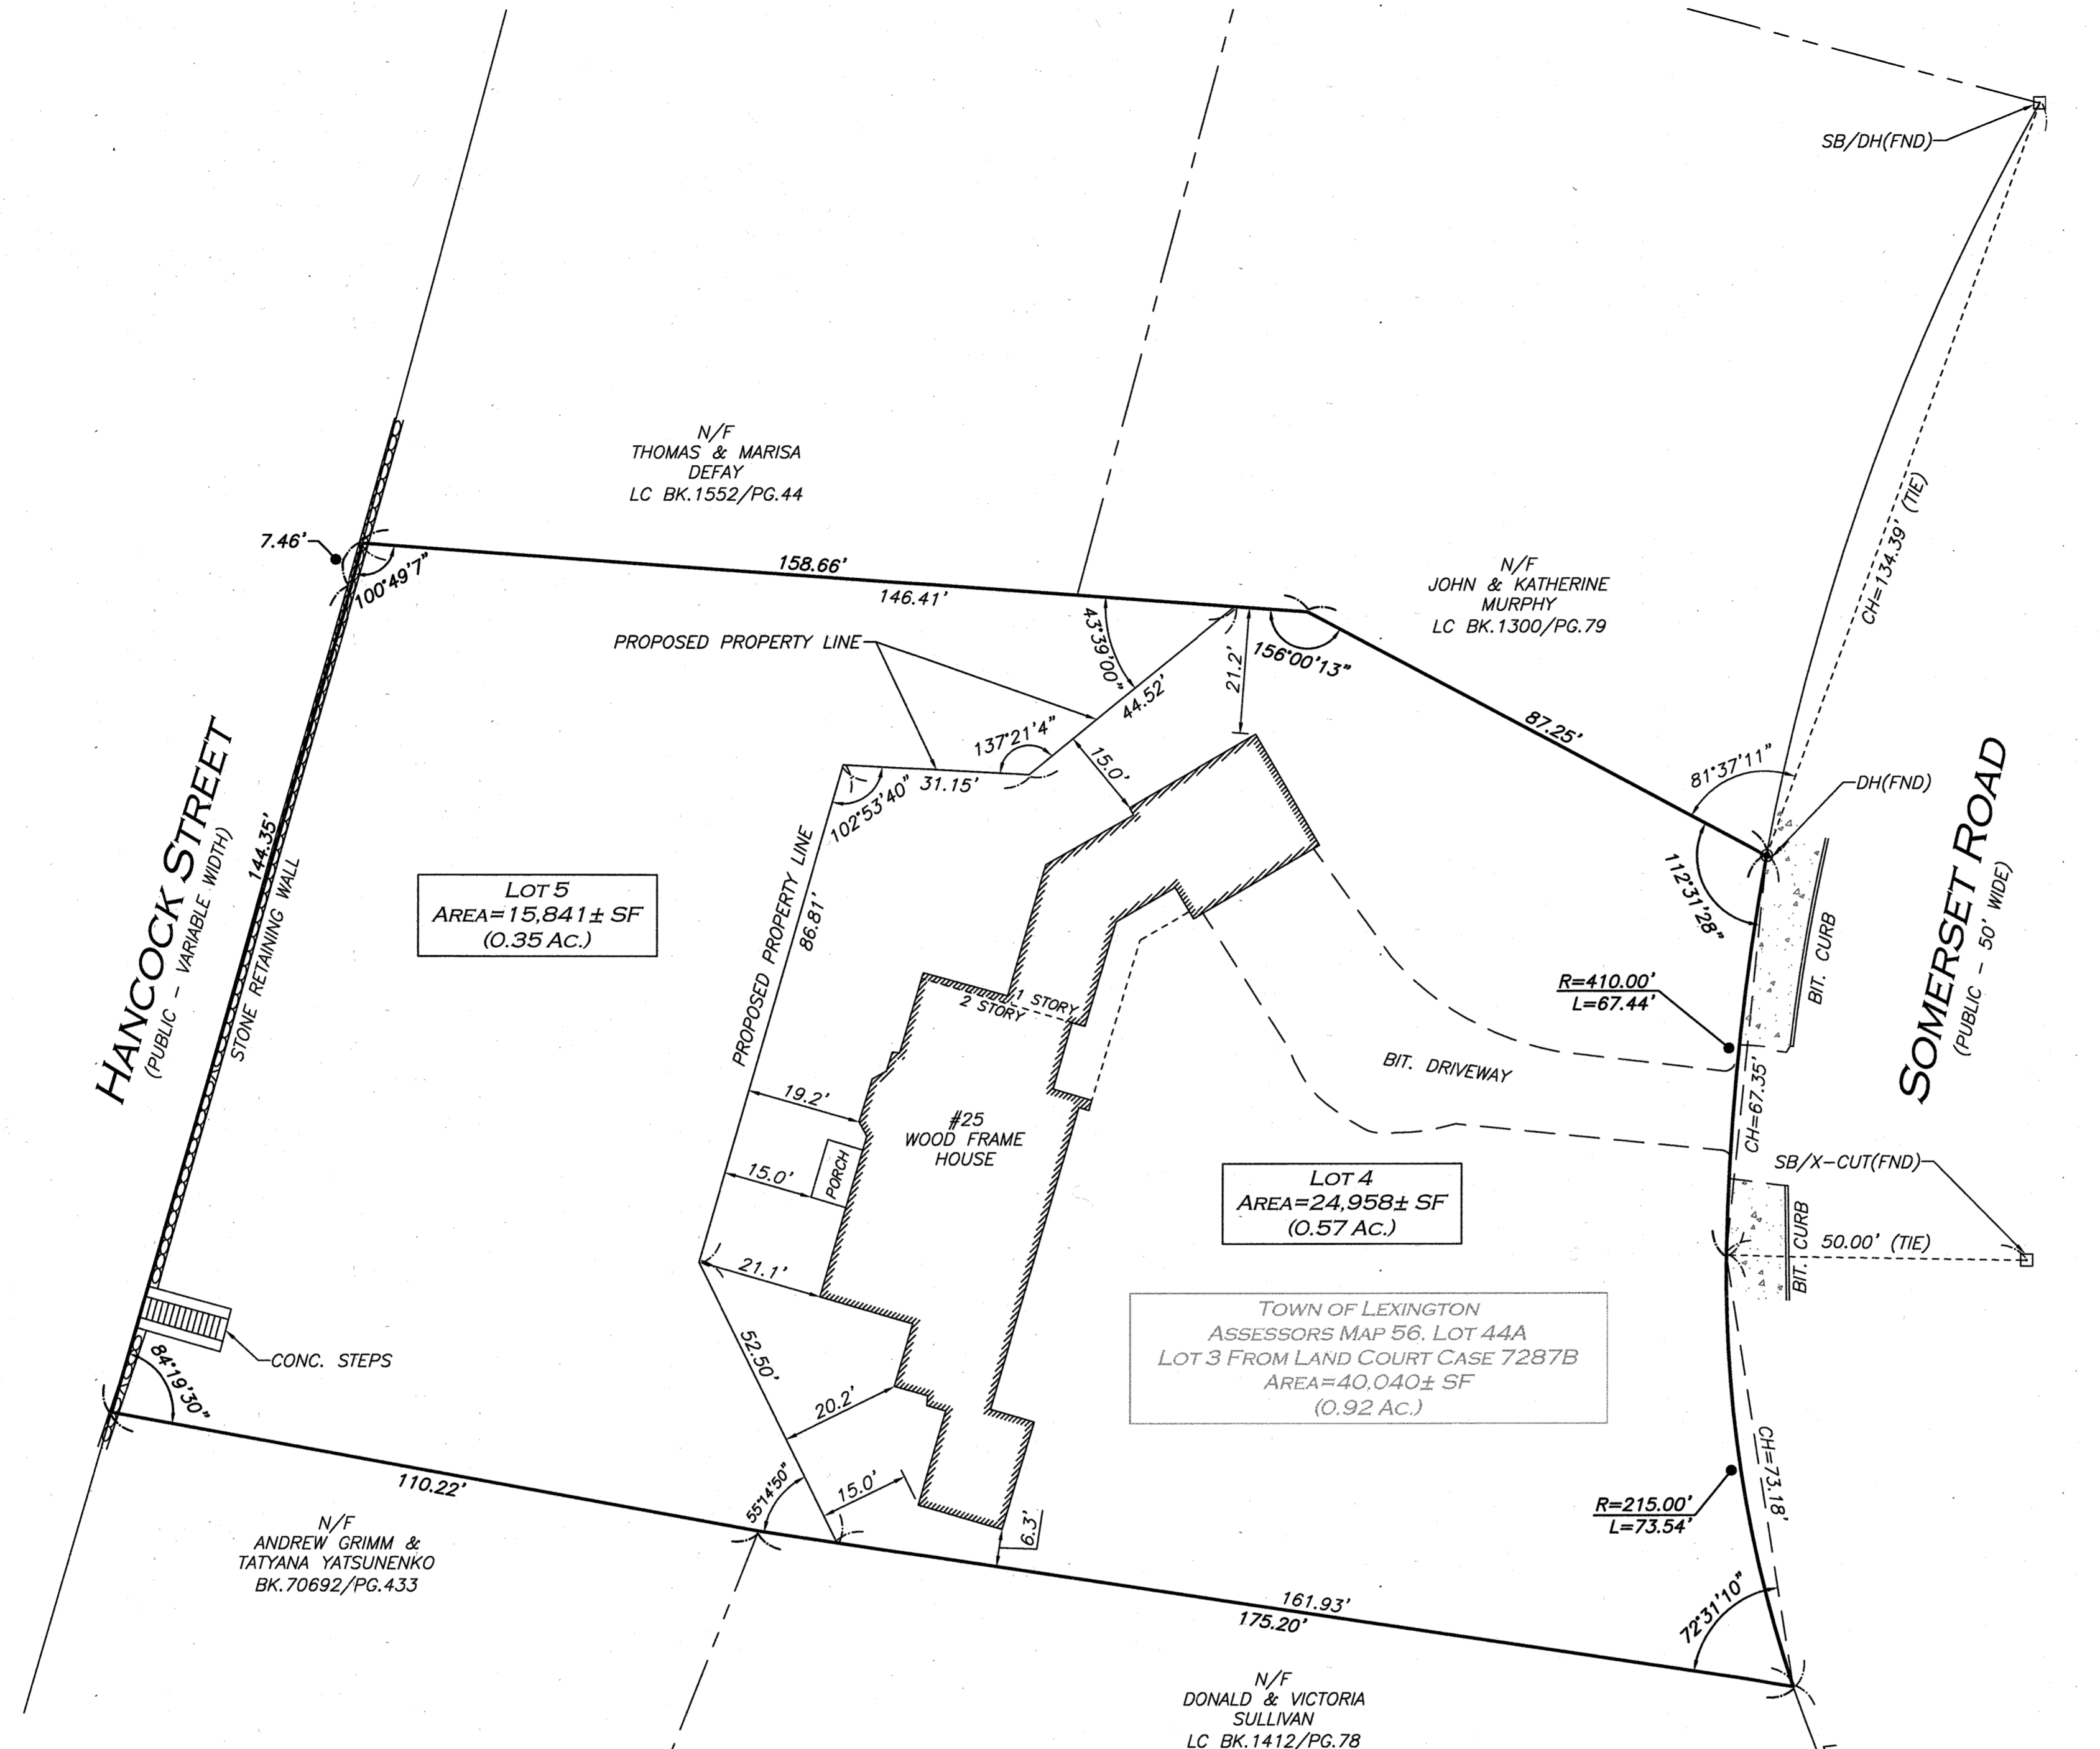 SB/DH(FND)
CH=134.39' (TIE)
N/F
THOMAS & MARISA
DEFAY
LC BK.1552/PG.44
7.46'
100°49'7"
158.66'
146.41'
N/F
JOHN & KATHERINE
MURPHY
LC BK.1300/PG.79
PROPOSED PROPERTY LINE
43°39'00"
44.52'
21.2'
156°00'13"
87.25'
137°21'4"
31.15'
102°53'40"
15.0'
81°37'11"
DH(FND)
112°31'28"
HANCOCK STREET
(PUBLIC - VARIABLE WIDTH)
144.35'
STONE RETAINING WALL
LOT 5
AREA=15,841± SF
(0.35 AC.)
PROPOSED PROPERTY LINE
86.81'
1 STORY
2 STORY
R=410.00'
L=67.44'
BIT. CURB
SOMERSET ROAD
(PUBLIC - 50' WIDE)
BIT. DRIVEWAY
CH=67.35'
19.2'
#25
WOOD FRAME
HOUSE
15.0'
PORCH
SB/X-CUT(FND)
LOT 4
AREA=24,958± SF
(0.57 AC.)
BIT. CURB
50.00' (TIE)
21.1'
TOWN OF LEXINGTON
ASSESSORS MAP 56, LOT 44A
LOT 3 FROM LAND COURT CASE 7287B
AREA=40,040± SF
(0.92 AC.)
CONC. STEPS
84°19'30"
52.50'
20.2'
CH=73.18'
110.22'
55°14'50"
15.0'
6.3'
R=215.00'
L=73.54'
N/F
ANDREW GRIMM &
TATYANA YATSUNENKO
BK.70692/PG.433
161.93'
175.20'
72°31'10"
N/F
DONALD & VICTORIA
SULLIVAN
LC BK.1412/PG.78